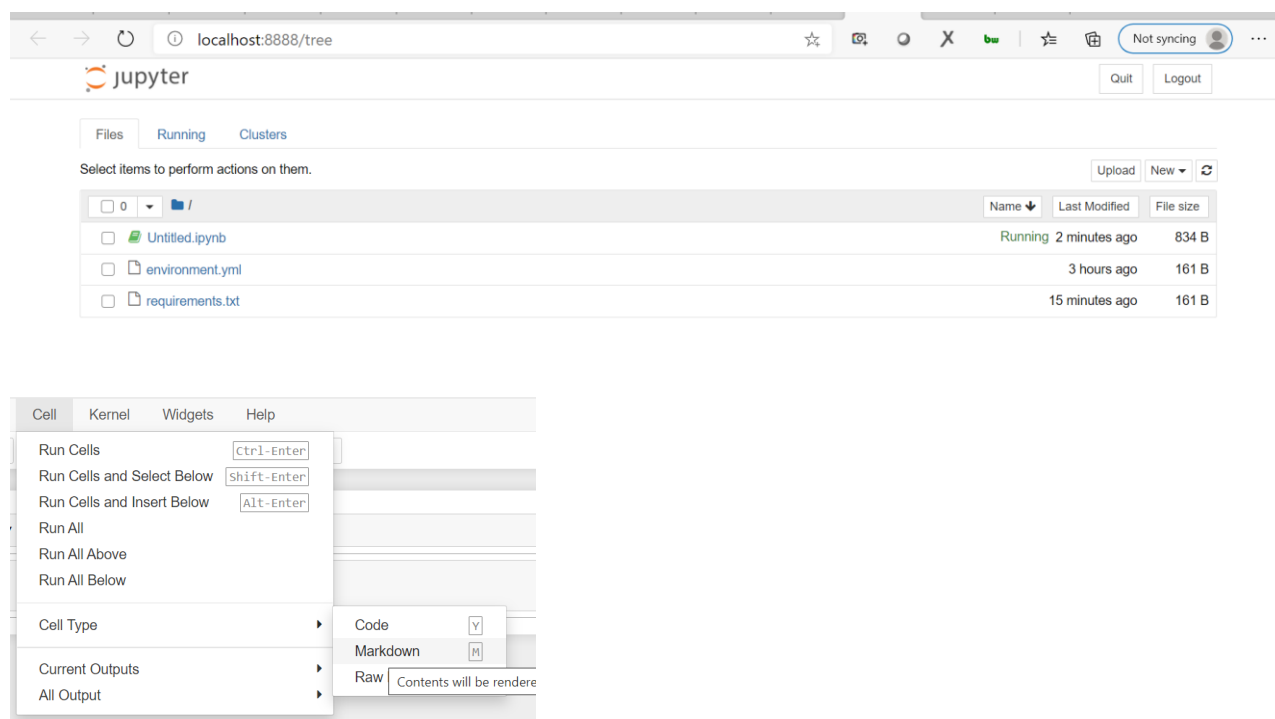 localhost:8888/tree
bw
Not syncing
jupyter
Quit
Logout
Files Running Clusters
Select items to perform actions on them.
Upload New
0 /
Name Last Modified File size
Untitled.ipynb Running 2 minutes ago 834 B
environment.yml 3 hours ago 161 B
requirements.txt 15 minutes ago 161 B
Cell Kernel Widgets Help
Run Cells Ctrl-Enter
Run Cells and Select Below Shift-Enter
Run Cells and Insert Below Alt-Enter
Run All
Run All Above
Run All Below
Cell Type
Code Y
Markdown M
Raw
Contents will be rendere
Current Outputs
All Output